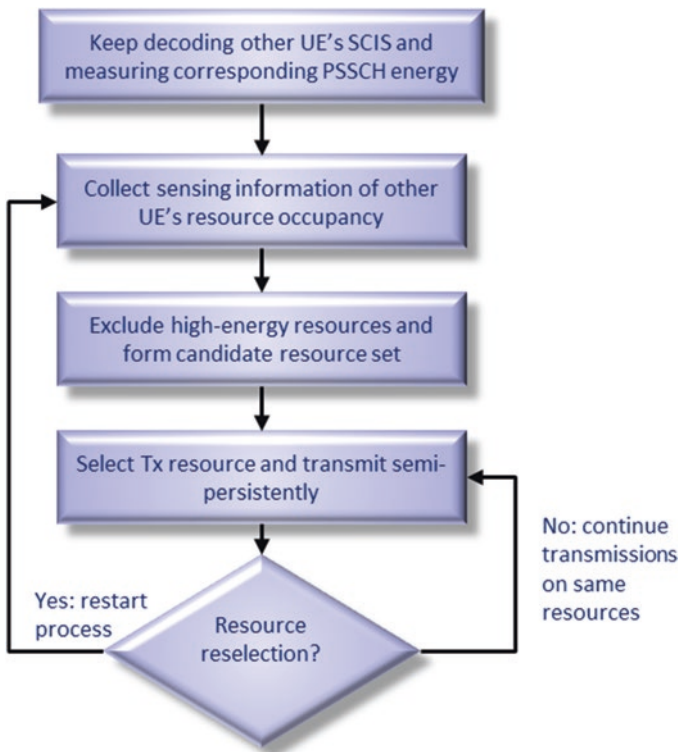 Keep decoding other UE's SCIS and
measuring corresponding PSSCH energy
Collect sensing information of other
UE's resource occupancy
Exclude high-energy resources and
form candidate resource set
Select Tx resource and transmit semi-
persistently
No: continue
transmissions
on same
resources
Yes: restart
process
Resource
reselection?